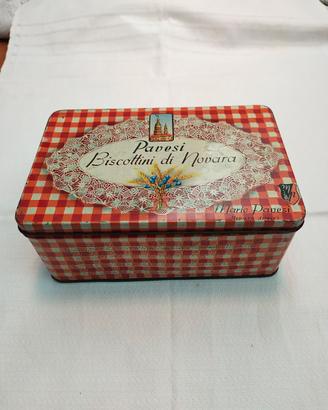 Pavesi
Biscottini di Novara
Mario Pavesi